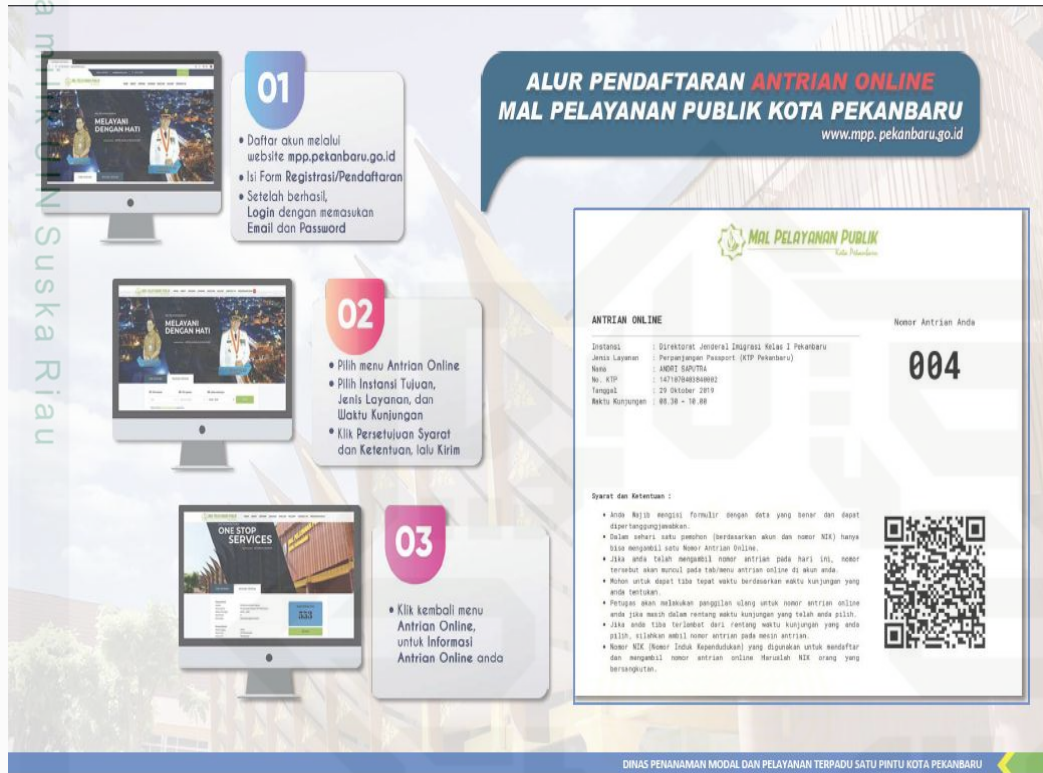 a milik UIN Suska Riau
ALUR PENDAFTARAN ANTRIAN ONLINE
MAL PELAYANAN PUBLIK KOTA PEKANBARU
www.mpp. pekanbaru.go.id
01
• Daftar akun melalui
website mpp.pekanbaru.go.id
• Isi Form Registrasi/Pendaftaran
• Setelah berhasil,
Login dengan memasukan
Email dan Password
MELAYANI
DENGAN HATI
02
• Pilih menu Antrian Online
• Pilih Instansi Tujuan,
Jenis Layanan, dan
Waktu Kunjungan
• Klik Persetujuan Syarat
dan Ketentuan, lalu Kirim
MELAYANI
DENGAN HATI
03
• Klik kembali menu
Antrian Online,
untuk Informasi
Antrian Online anda
ONE STOP
SERVICES
553
MAL PELAYANAN PUBLIK
Kota Pekanbaru
ANTRIAN ONLINE
Nomor Antrian Anda
004
Instansi : Direktorat Jenderal Imigrasi Kelas I Pekanbaru
Jenis Layanan : Perpanjangan Passport (KTP Pekanbaru)
Nama : ANDRI SAPUTRA
No. KTP : 1471070403840002
Tanggal : 29 Oktober 2019
Waktu Kunjungan : 08.30 - 10.00
Syarat dan Ketentuan :
• Anda Wajib mengisi formulir dengan data yang benar dan dapat
dipertanggungjawabkan.
• Dalam sehari satu pemohon (berdasarkan akun dan nomor NIK) hanya
bisa mengambil satu Nomor Antrian Online.
• Jika anda telah mengambil nomor antrian pada hari ini, nomor
tersebut akan muncul pada tab/menu antrian online di akun anda.
• Mohon untuk dapat tiba tepat waktu berdasarkan waktu kunjungan yang
anda tentukan.
• Petugas akan melakukan panggilan ulang untuk nomor antrian online
anda jika masih dalam rentang waktu kunjungan yang telah anda pilih.
• Jika anda tiba terlambat dari rentang waktu kunjungan yang anda
pilih, silahkan ambil nomor antrian pada mesin antrian.
• Nomor NIK (Nomor Induk Kependudukan) yang digunakan untuk mendaftar
dan mengambil nomor antrian online Haruslah NIK orang yang
bersangkutan.
DINAS PENANAMAN MODAL DAN PELAYANAN TERPADU SATU PINTU KOTA PEKANBARU